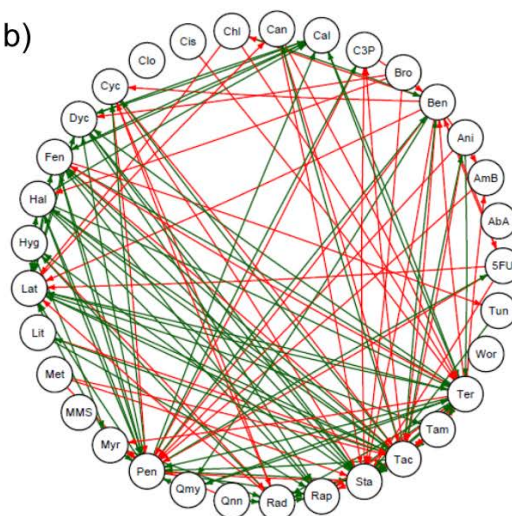 b)
Can
Cal
C3P
Bro
Ben
Ani
AmB
AbA
5FU
Tun
Wor
Ter
Tam
Tac
Sta
Rap
Rad
Qnn
Qmy
Pen
Myr
MMS
Met
Lit
Lat
Hyg
Hal
Fen
Dyc
Cyc
Clo
Cis
Chl